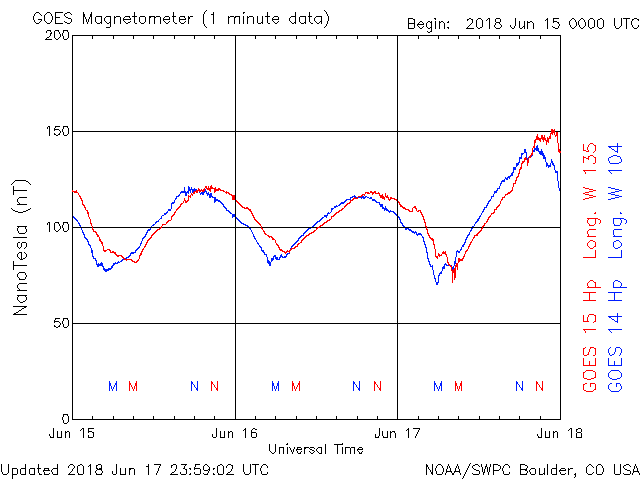 GOES Magnetometer (1 minute data)
Begin: 2018 Jun 15 0000 UTC
200
150
100
50
0
NanoTesla (nT)
M M N N M M N N M M N N
Jun 15 Jun 16 Jun 17 Jun 18
Universal Time
GOES 15 Hp Long. W 135
GOES 14 Hp Long. W 104
Updated 2018 Jun 17 23:59:02 UTC
NOAA/SWPC Boulder, CO USA